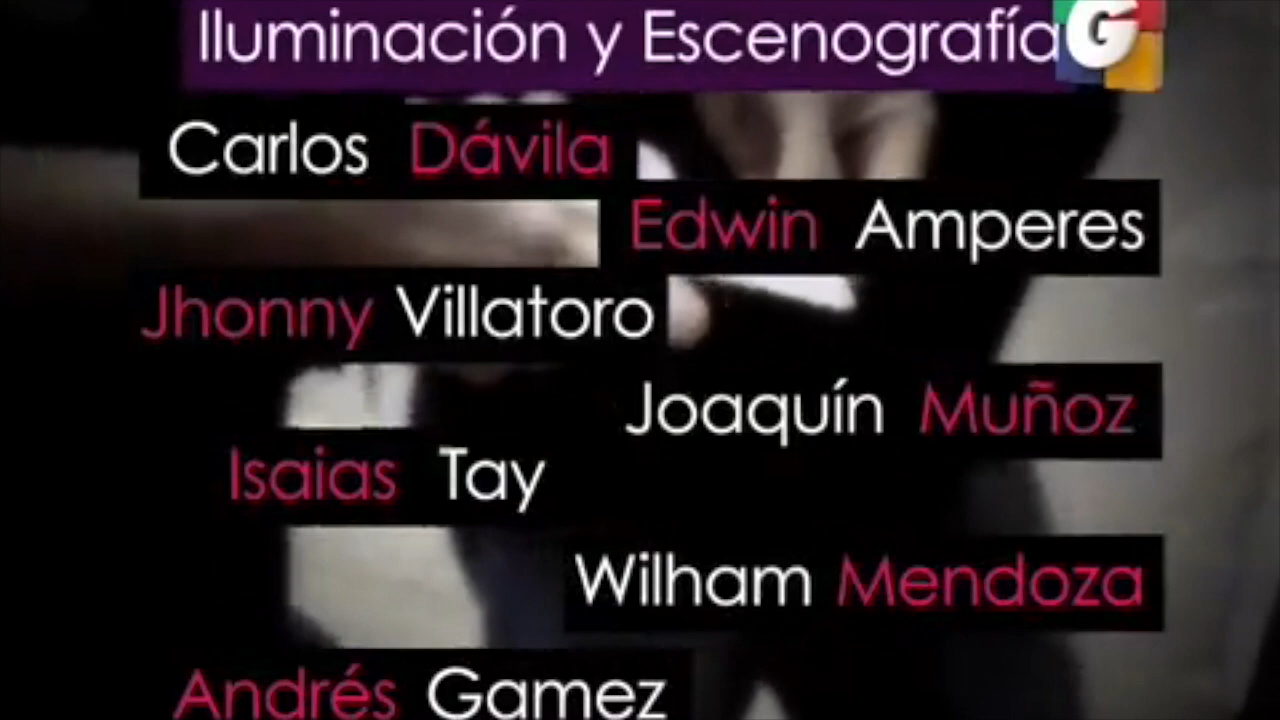 Iluminación y Escenografía
G
Carlos Dávila
Edwin Amperes
Jhonny Villatoro
Joaquín Muñoz
Isaias Tay
Wilham Mendoza
Andrés Gamez